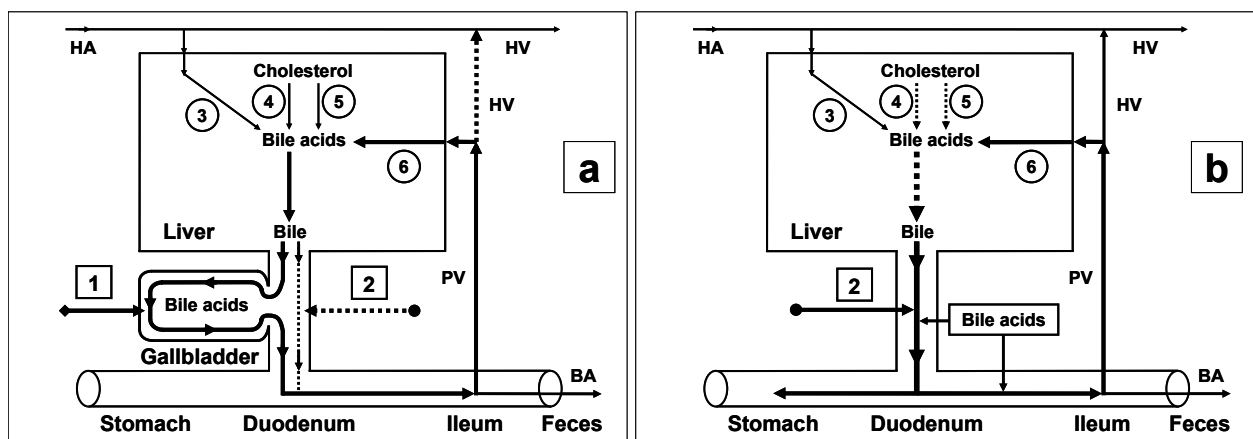 HA
HV
Cholesterol
4
5
3
HV
Bile acids
6
a
Liver
Bile
1
2
PV
Bile acids
Gallbladder
BA
Stomach
Duodenum
Ileum
Feces
HA
HV
Cholesterol
4
5
3
HV
Bile acids
6
b
Liver
Bile
PV
2
Bile acids
BA
Stomach
Duodenum
Ileum
Feces